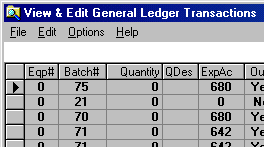 View & Edit General Ledger Transactions
File Edit Options Help
Eqp# Batch# Quantity QDes ExpAc Ou
0 75 0 680 Ye
0 21 0 0 No
0 70 0 680 Ye
0 71 0 642 Ye
0 71 0 642 Ye